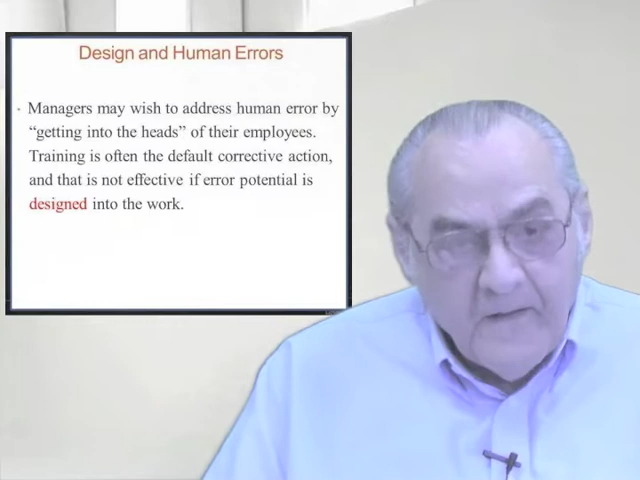 Design and Human Errors
Managers may wish to address human error by
“getting into the heads” of their employees.
Training is often the default corrective action,
and that is not effective if error potential is
designed into the work.